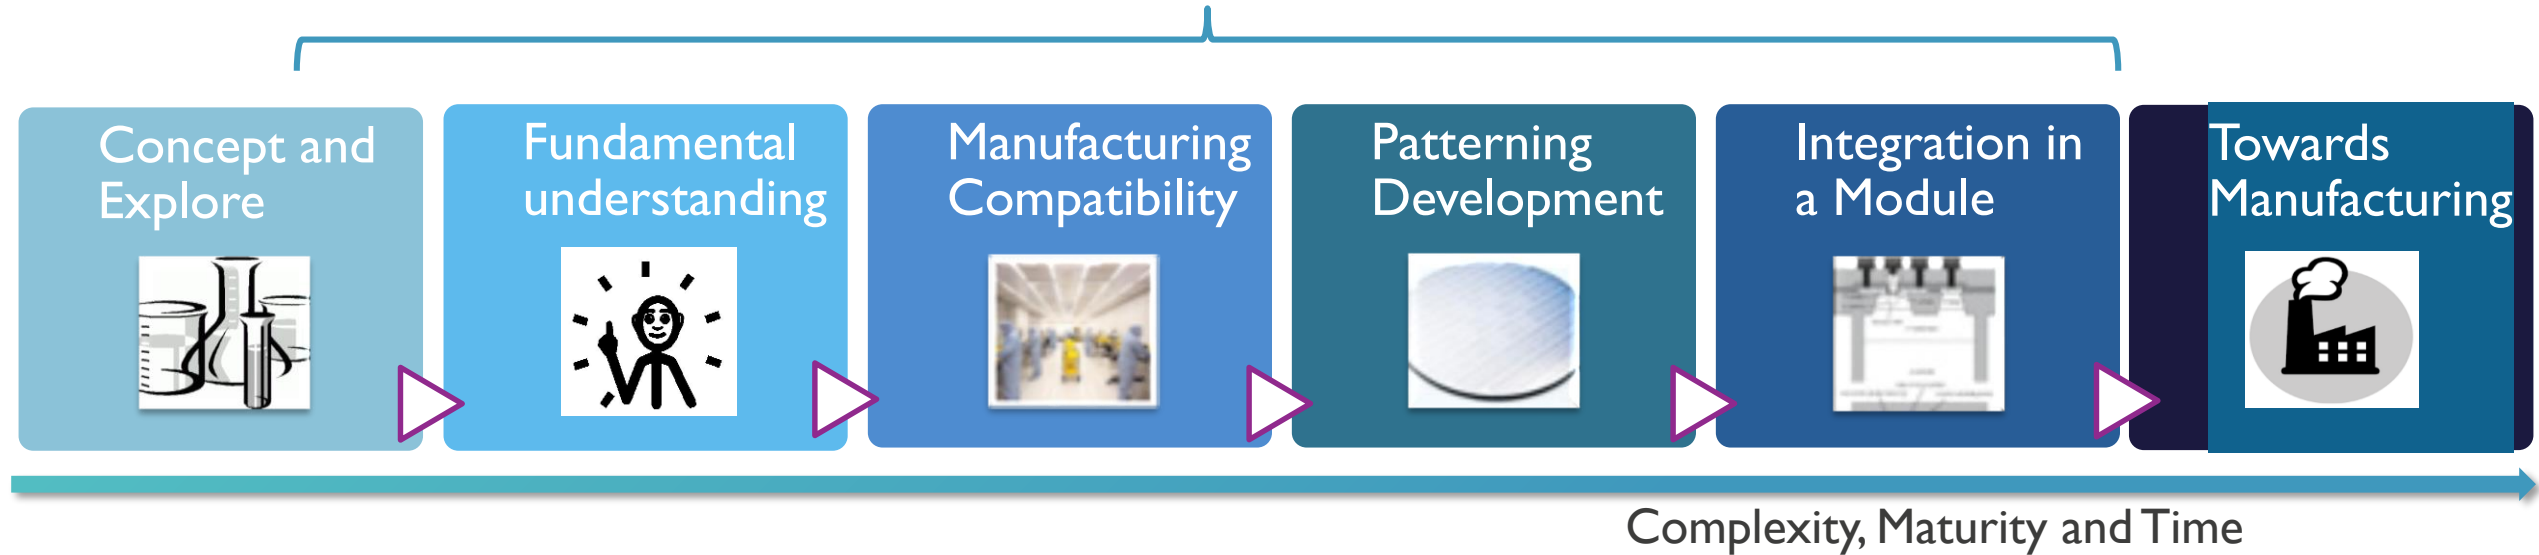 Concept and
Explore
Fundamental
understanding
Manufacturing
Compatibility
Patterning
Development
Integration in
a Module
Towards
Manufacturing
Complexity, Maturity and Time